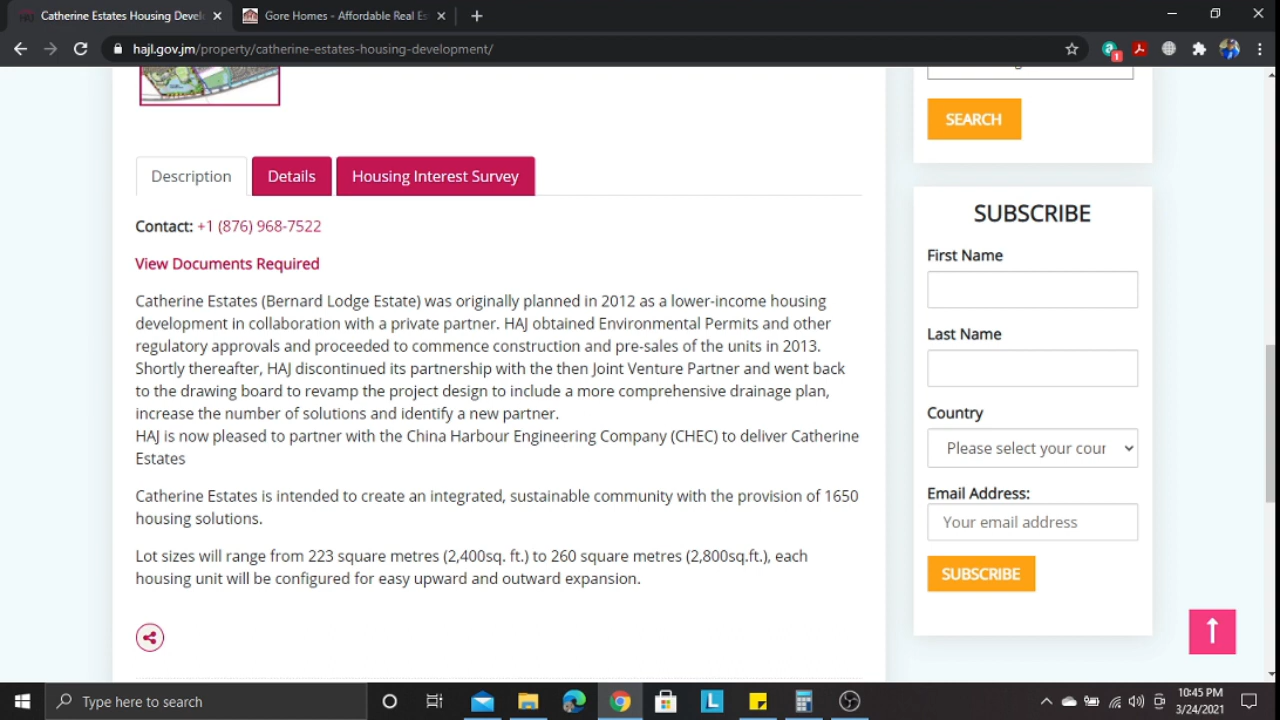 Catherine Estates Housing Devel
Gore Homes - Affordable Real Es
hajl.gov.jm/property/catherine-estates-housing-development/
SEARCH
Description
Details
Housing Interest Survey
Contact: +1 (876) 968-7522
View Documents Required
Catherine Estates (Bernard Lodge Estate) was originally planned in 2012 as a lower-income housing
development in collaboration with a private partner. HAJ obtained Environmental Permits and other
regulatory approvals and proceeded to commence construction and pre-sales of the units in 2013.
Shortly thereafter, HAJ discontinued its partnership with the then Joint Venture Partner and went back
to the drawing board to revamp the project design to include a more comprehensive drainage plan,
increase the number of solutions and identify a new partner.
HAJ is now pleased to partner with the China Harbour Engineering Company (CHEC) to deliver Catherine
Estates
Catherine Estates is intended to create an integrated, sustainable community with the provision of 1650
housing solutions.
Lot sizes will range from 223 square metres (2,400sq. ft.) to 260 square metres (2,800sq.ft.), each
housing unit will be configured for easy upward and outward expansion.
SUBSCRIBE
First Name
Last Name
Country
Please select your cour
Email Address:
Your email address
SUBSCRIBE
Type here to search
10:45 PM
3/24/2021